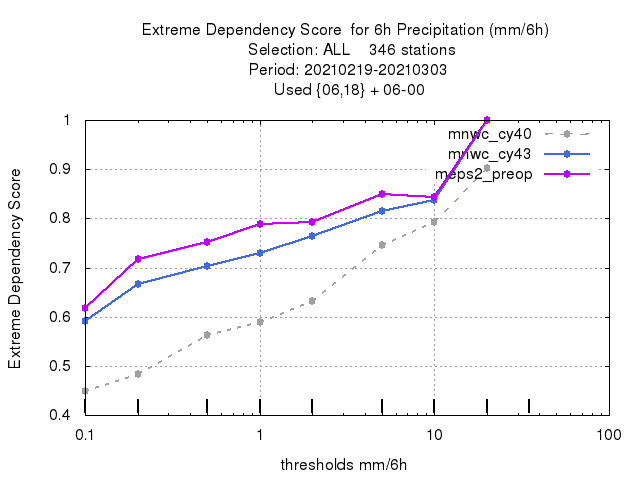 Extreme Dependency Score  for 6h Precipitation (mm/6h)
Selection: ALL    346 stations
Period: 20210219-20210303
Used {06,18} + 06-00
mnwc_cy40
mnwc_cy43
meps2_preop
Extreme Dependency Score
1
0.9
0.8
0.7
0.6
0.5
0.4
0.1
1
10
100
thresholds mm/6h